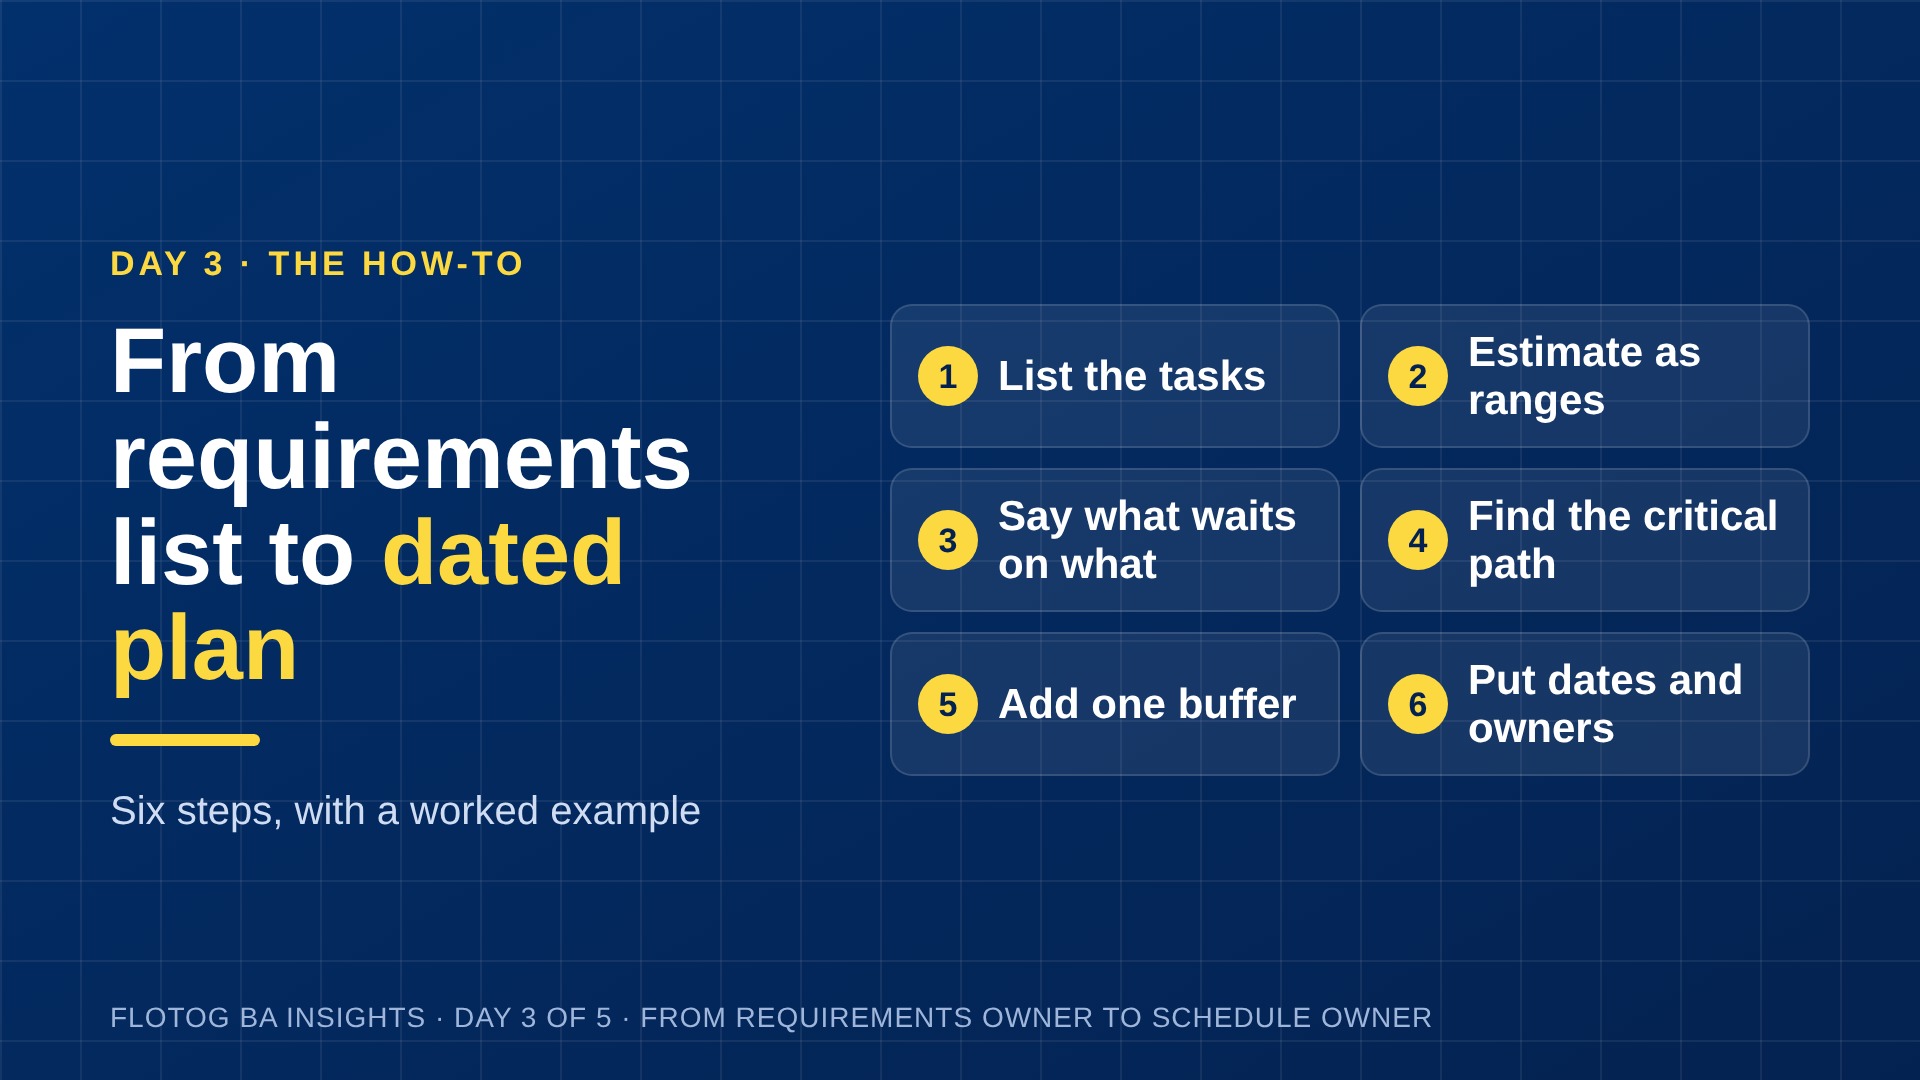 DAY 3 · THE HOW-TO
From
requirements
list to dated
plan
Six steps, with a worked example
1 List the tasks
2 Estimate as
ranges
3 Say what waits
on what
4 Find the critical
path
5 Add one buffer
6 Put dates and
owners
FLOTOG BA INSIGHTS · DAY 3 OF 5 · FROM REQUIREMENTS OWNER TO SCHEDULE OWNER